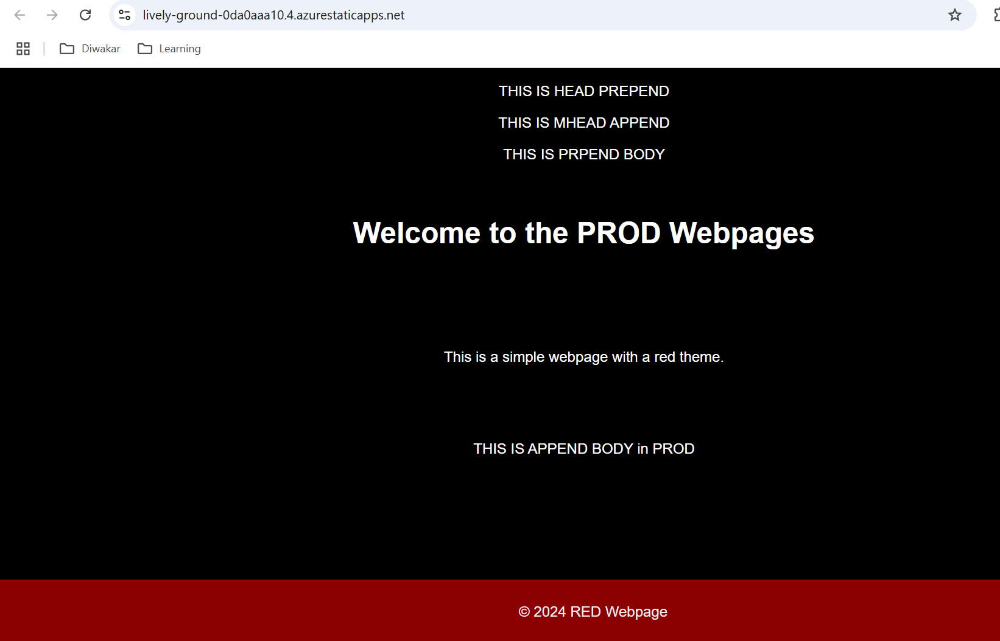 lively-ground-0da0aaa10.4.azurestaticapps.net
Diwakar
Learning
THIS IS HEAD PREPEND
THIS IS MHEAD APPEND
THIS IS PRPEND BODY
Welcome to the PROD Webpages
This is a simple webpage with a red theme.
THIS IS APPEND BODY in PROD
© 2024 RED Webpage